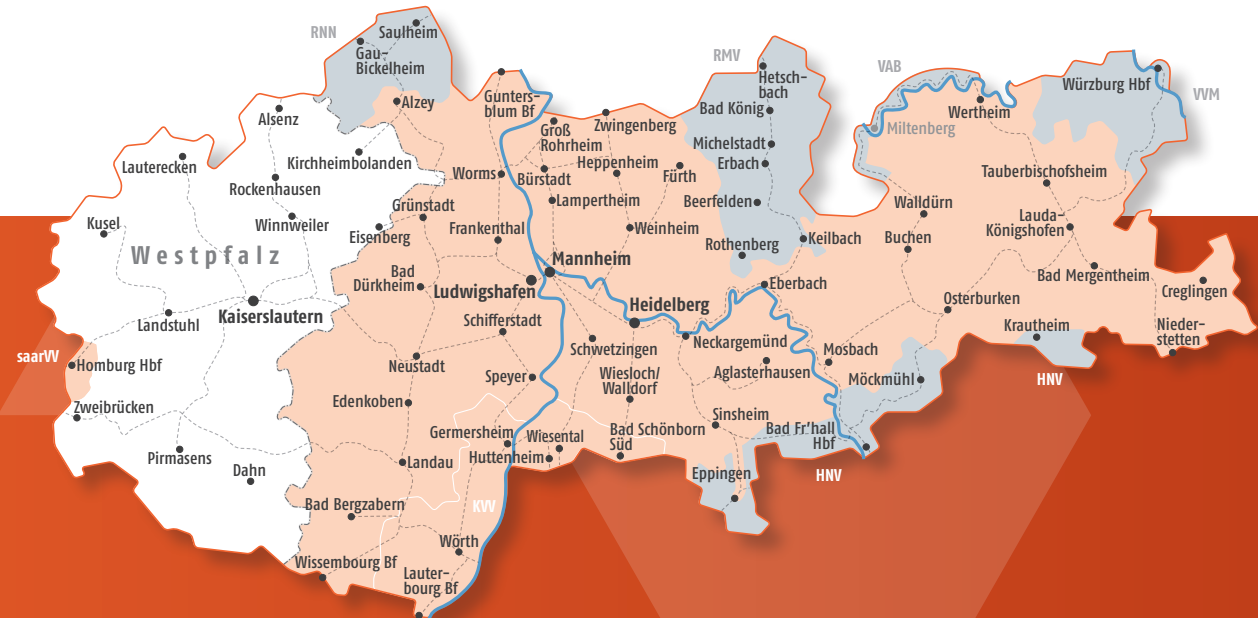 RNN
Saulheim
Gau-
Bickelheim
Alzey
Alsenz
Kirchheimbolanden
Lauterecken
Rockenhausen
Kusel
Winnweiler
Westpfalz
Eisenberg
Grünstadt
Landstuhl
Kaiserslautern
saarVV
Homburg Hbf
Zweibrücken
Pirmasens
Dahn
Gunters-
blum Bf
Groß
Rohrheim
Zwingenberg
Worms
Bürstadt
Heppenheim
Fürth
Lampertheim
Frankenthal
Weinheim
Bad
Dürkheim
Mannheim
Ludwigshafen
Heidelberg
Schifferstadt
Neustadt
Schwetzingen
Speyer
Wiesloch/
Walldorf
Edenkoben
Germersheim
Wiesental
Huttenheim
Bad Schönborn
Süd
Landau
Bad Bergzabern
KVV
Wörth
Wissembourg Bf
Lauter-
bourg Bf
RMV
Hetsch-
bach
Bad König
Michelstadt
Erbach
Beerfelden
Rothenberg
Keilbach
Eberbach
Neckargemünd
Aglasterhausen
Mosbach
Sinsheim
Bad Fr'hall
Hbf
Eppingen
HNV
Möckmühl
VAB
Miltenberg
Wertheim
Würzburg Hbf
VVM
Tauberbischofsheim
Walldürn
Lauda-
Königshofen
Buchen
Bad Mergentheim
Creglingen
Osterburken
Krautheim
Nieder-
stetten
HNV